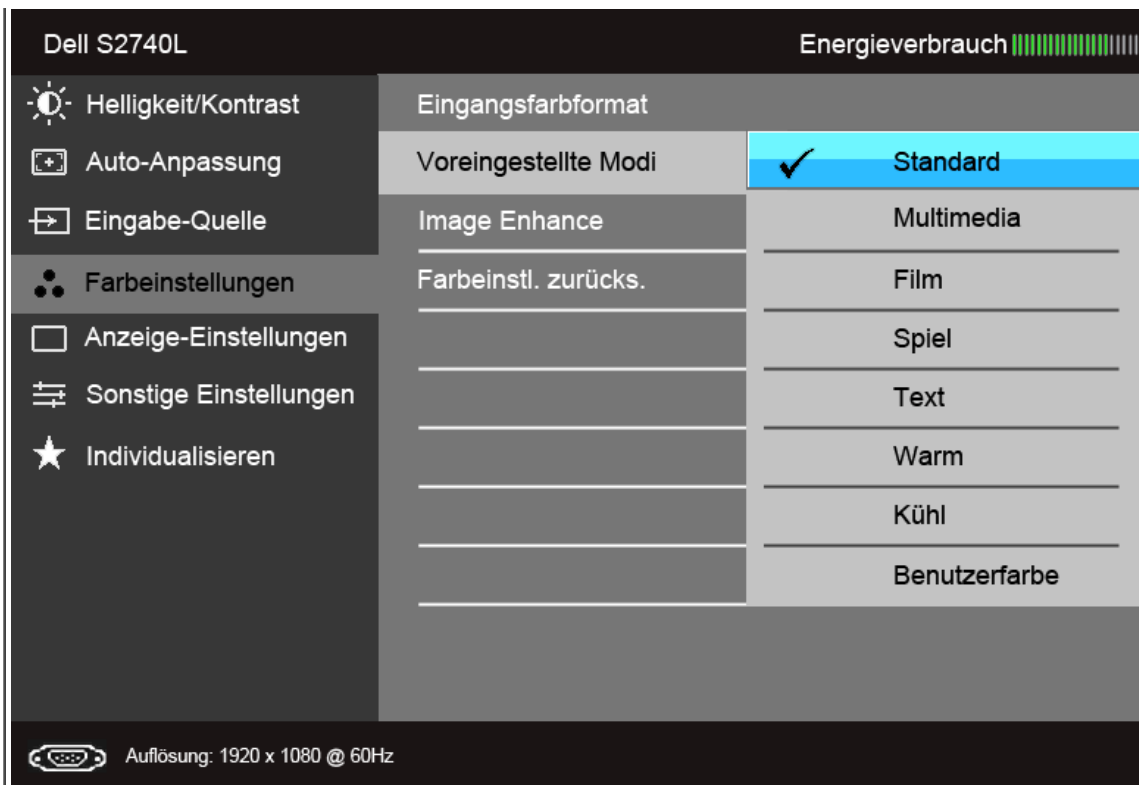 Dell S2740L
Energieverbrauch
Helligkeit/Kontrast
Auto-Anpassung
Eingabe-Quelle
Farbeinstellungen
Anzeige-Einstellungen
Sonstige Einstellungen
Individualisieren
Eingangsfarbformat
Voreingestellte Modi
Image Enhance
Farbeinstl. zurücks.
Standard
Multimedia
Film
Spiel
Text
Warm
Kühl
Benutzerfarbe
Auflösung: 1920 x 1080 @ 60Hz